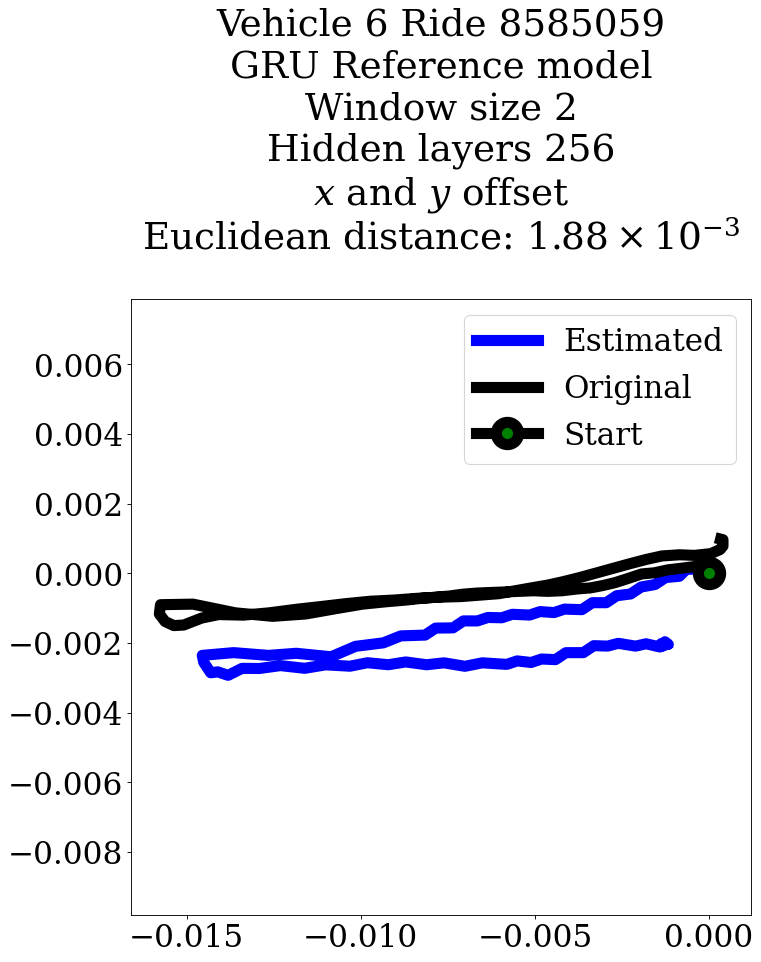 Vehicle 6 Ride 8585059
GRU Reference model
Window size 2
Hidden layers 256
x and y offset
Euclidean distance: 1.88 × 10⁻³
Estimated
Original
Start
0.006
0.004
0.002
0.000
−0.002
−0.004
−0.006
−0.008
−0.015 −0.010 −0.005 0.000